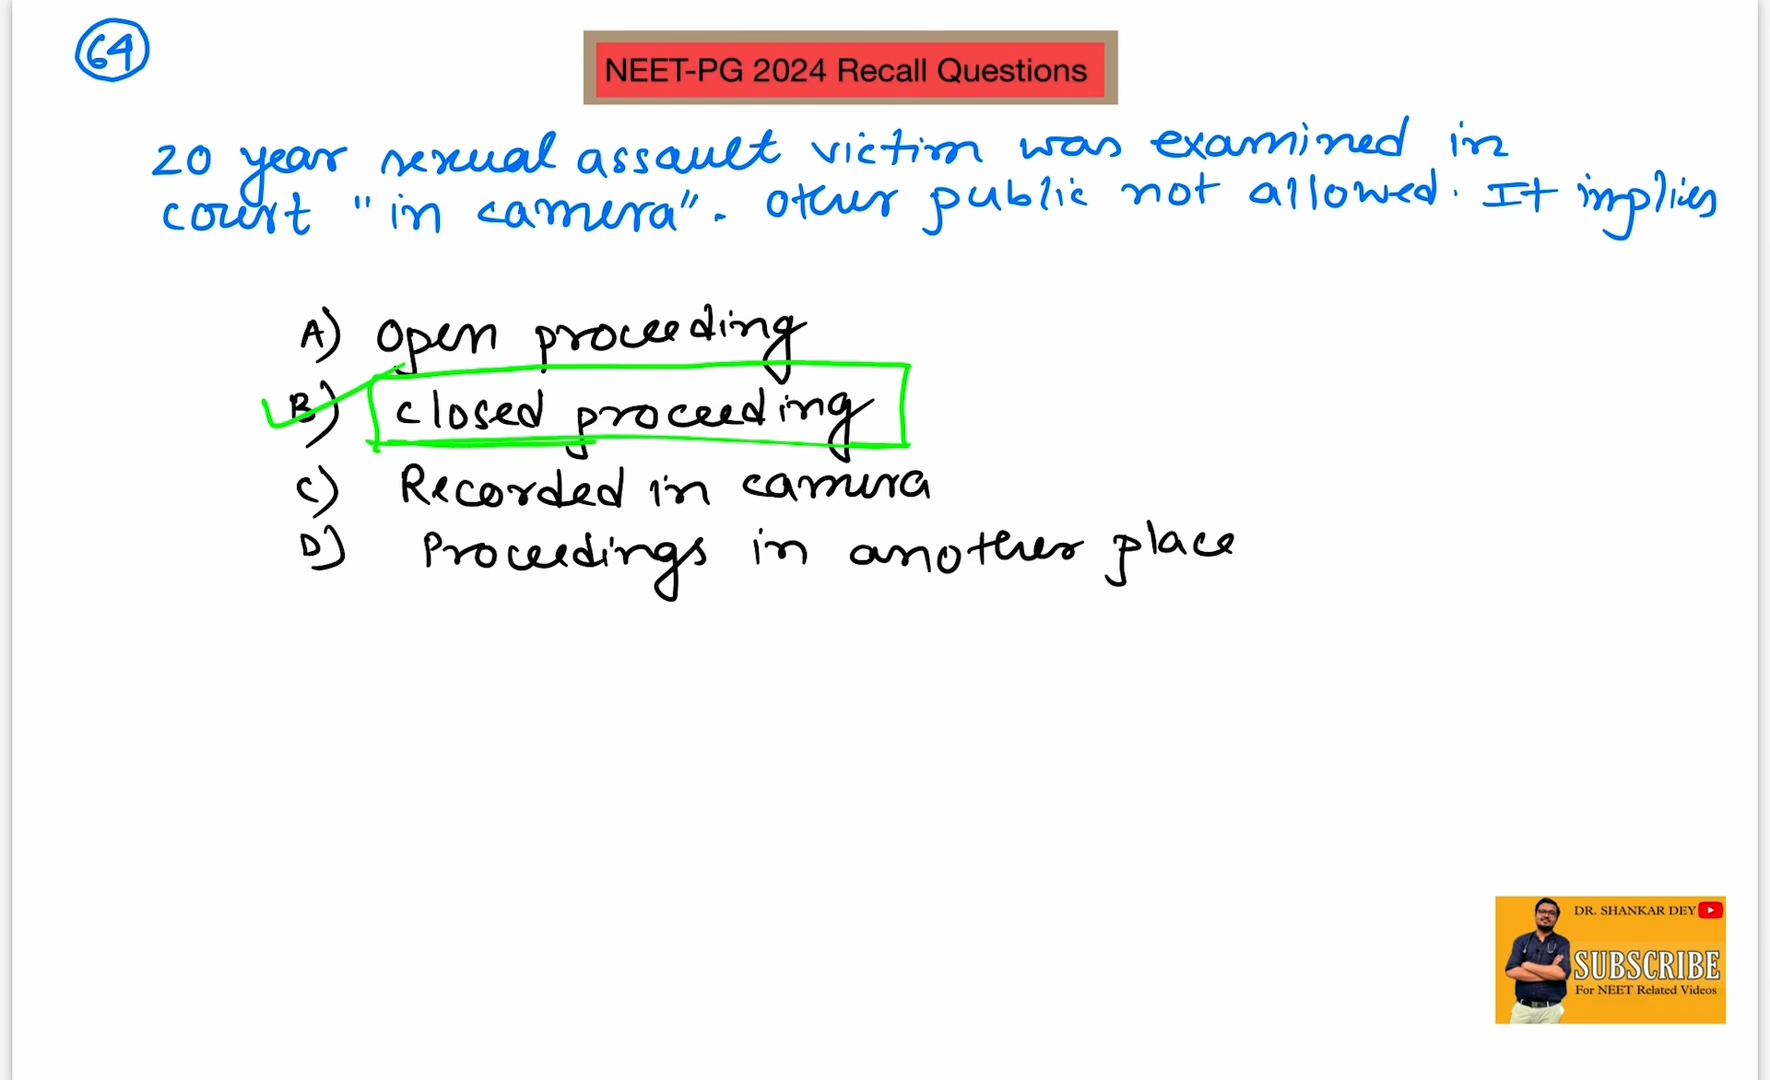 64
NEET-PG 2024 Recall Questions
20 year sexual assault victim was examined in
court "in camera". Other public not allowed. It implies
A) Open proceeding
B) closed proceeding
C) Recorded in camera
D) Proceedings in another place
DR. SHANKAR DEY
SUBSCRIBE
For NEET Related Videos